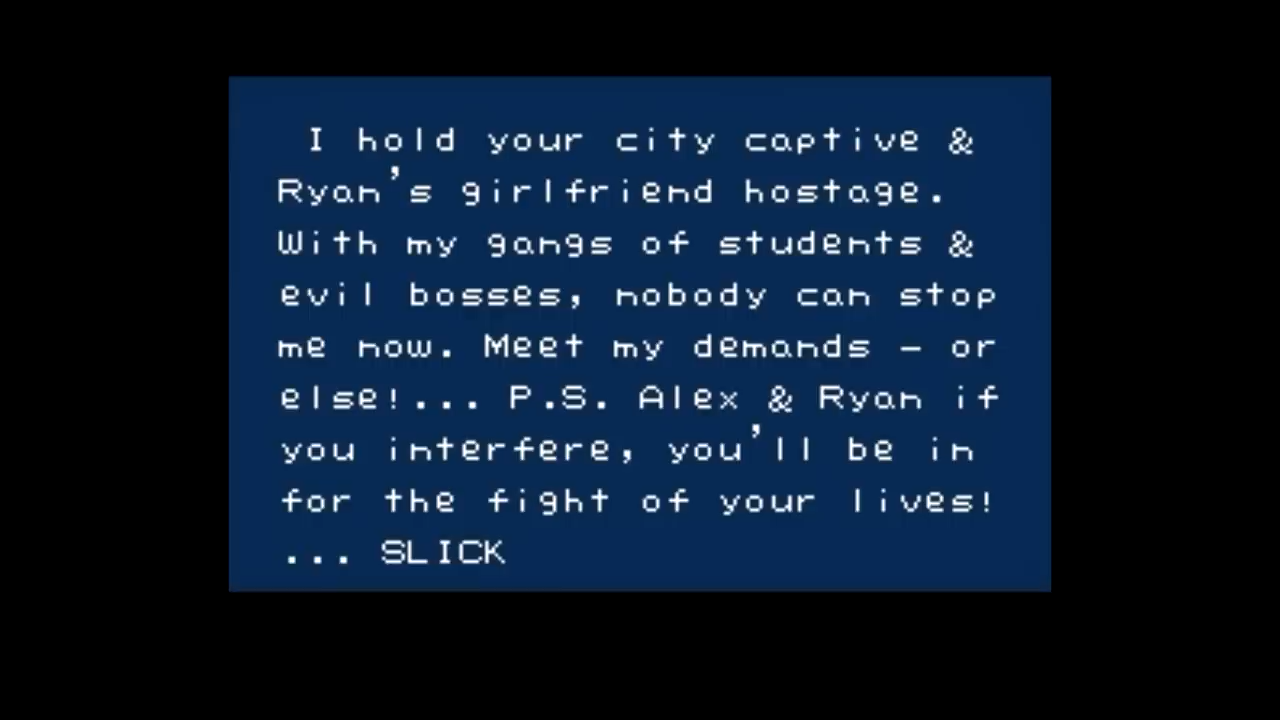 I hold your city captive &
Ryan's girlfriend hostage.
With my gangs of students &
evil bosses, nobody can stop
me now. Meet my demands - or
else!... P.S. Alex & Ryan if
you interfere, you'll be in
for the fight of your lives!
... SLICK